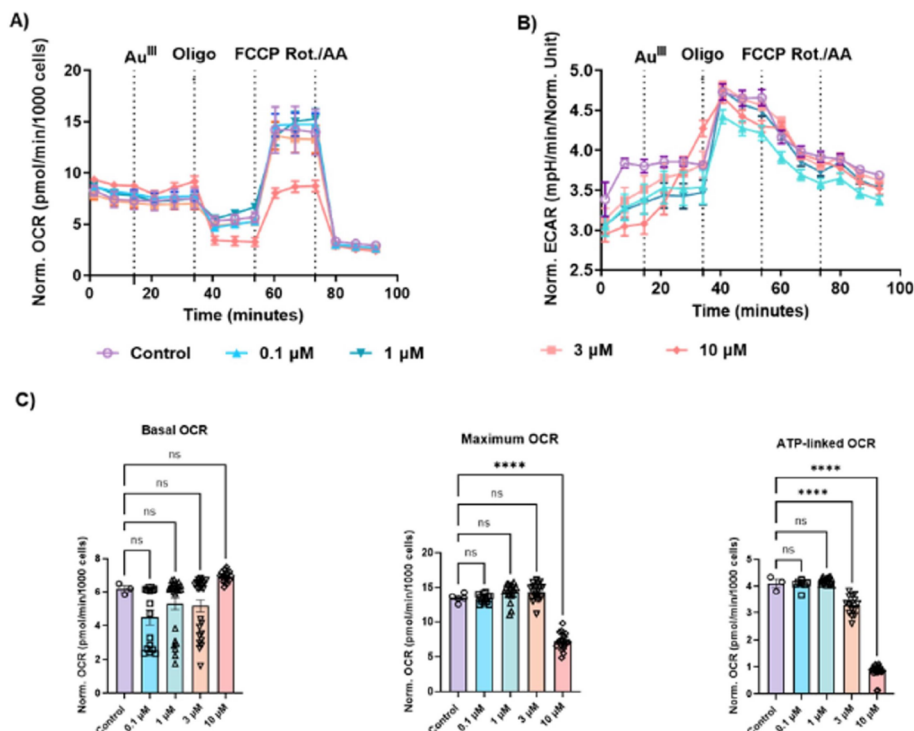 A)
Au^III Oligo FCCP Rot./AA
Norm. OCR (pmol/min/1000 cells)
20
15
10
5
0
0 20 40 60 80 100
Time (minutes)
B)
Au^III Oligo FCCP Rot./AA
Norm. ECAR (mpH/min/Norm. Unit)
5.0
4.5
4.0
3.5
3.0
2.5
0 20 40 60 80 100
Time (minutes)
Control 0.1 µM 1 µM 3 µM 10 µM
C)
Basal OCR
ns
ns
ns
ns
Norm. OCR (pmol/min/1000 cells)
8
6
4
2
0
Control 0.1 µM 1 µM 3 µM 10 µM
Maximum OCR
****
ns
ns
ns
Norm. OCR (pmol/min/1000 cells)
20
15
10
5
0
Control 0.1 µM 1 µM 3 µM 10 µM
ATP-linked OCR
****
****
ns
ns
Norm. OCR (pmol/min/1000 cells)
5
4
3
2
1
0
Control 0.1 µM 1 µM 3 µM 10 µM